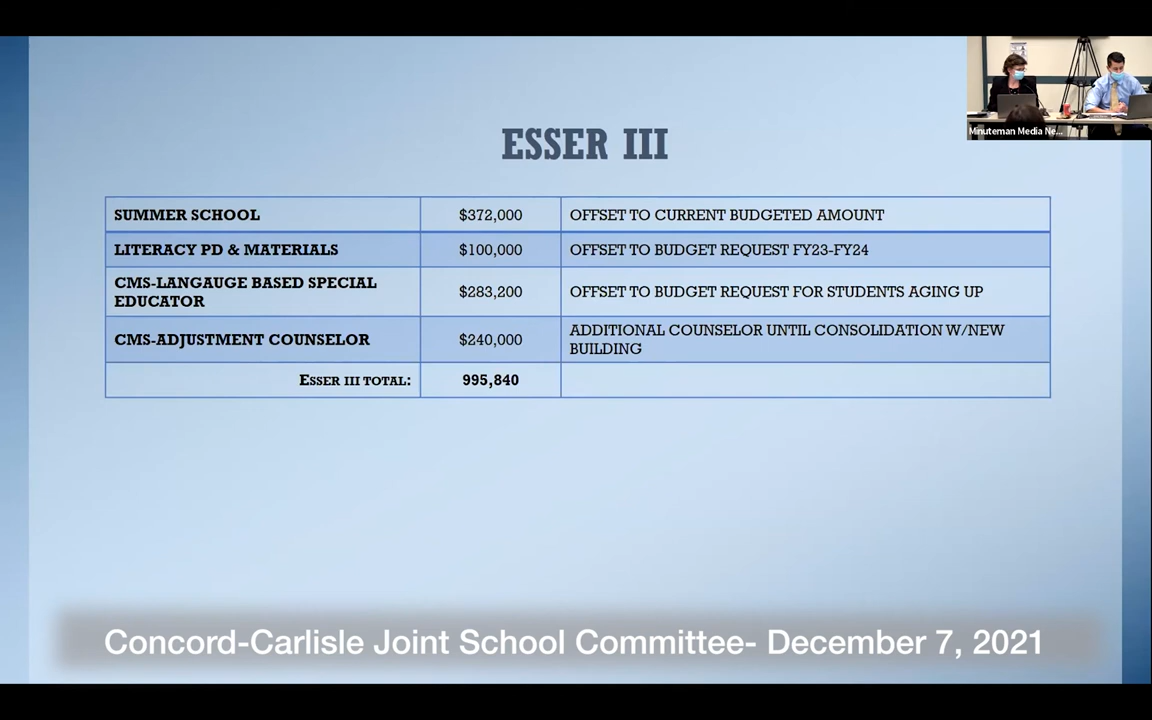 Minuteman Media Ne...
ESSER III
SUMMER SCHOOL $372,000 OFFSET TO CURRENT BUDGETED AMOUNT
LITERACY PD & MATERIALS $100,000 OFFSET TO BUDGET REQUEST FY23-FY24
CMS-LANGAUGE BASED SPECIAL
EDUCATOR
$283,200 OFFSET TO BUDGET REQUEST FOR STUDENTS AGING UP
CMS-ADJUSTMENT COUNSELOR $240,000
ADDITIONAL COUNSELOR UNTIL CONSOLIDATION W/NEW
BUILDING
ESSER III TOTAL: 995,840
Concord-Carlisle Joint School Committee- December 7, 2021